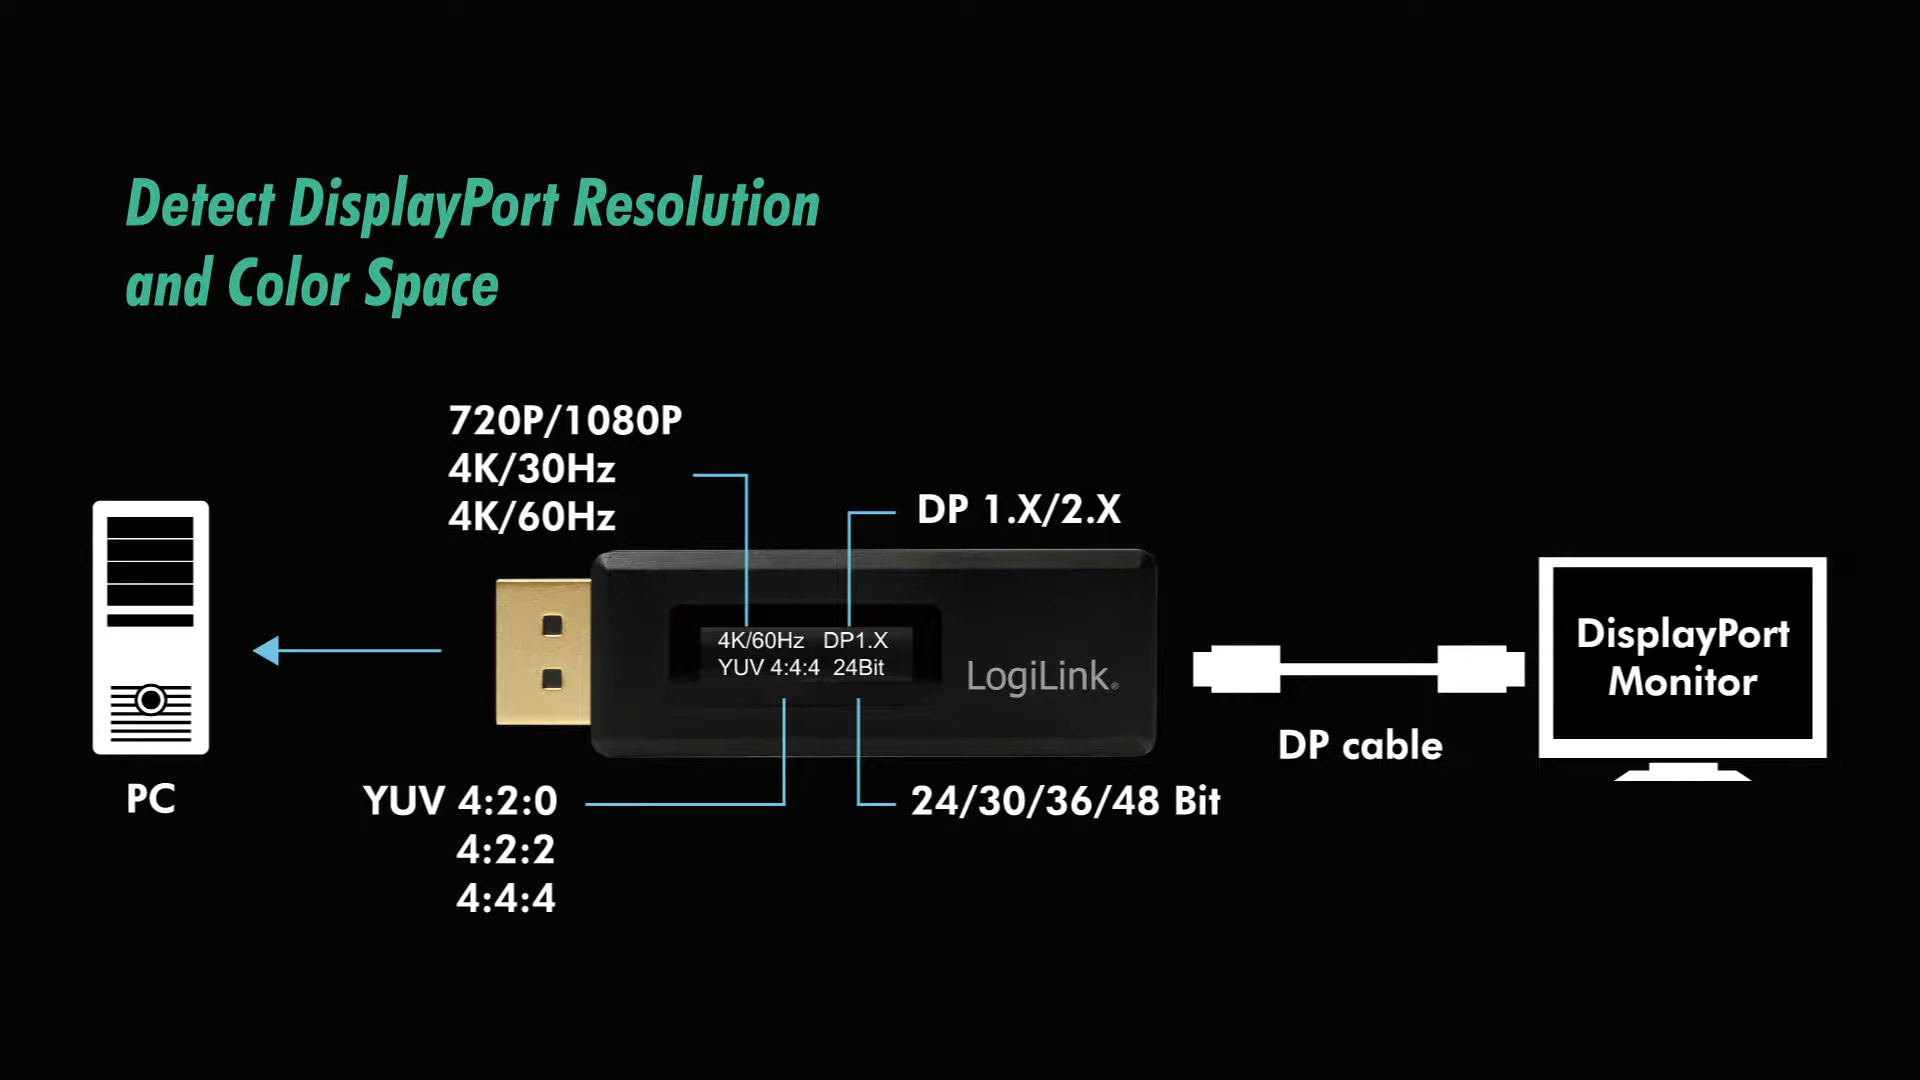 Detect DisplayPort Resolution
and Color Space
720P/1080P
4K/30Hz
4K/60Hz
DP 1.X/2.X
4K/60Hz DP1.X
YUV 4:4:4 24Bit
LogiLink®
DisplayPort
Monitor
DP cable
PC
YUV 4:2:0
4:2:2
4:4:4
24/30/36/48 Bit